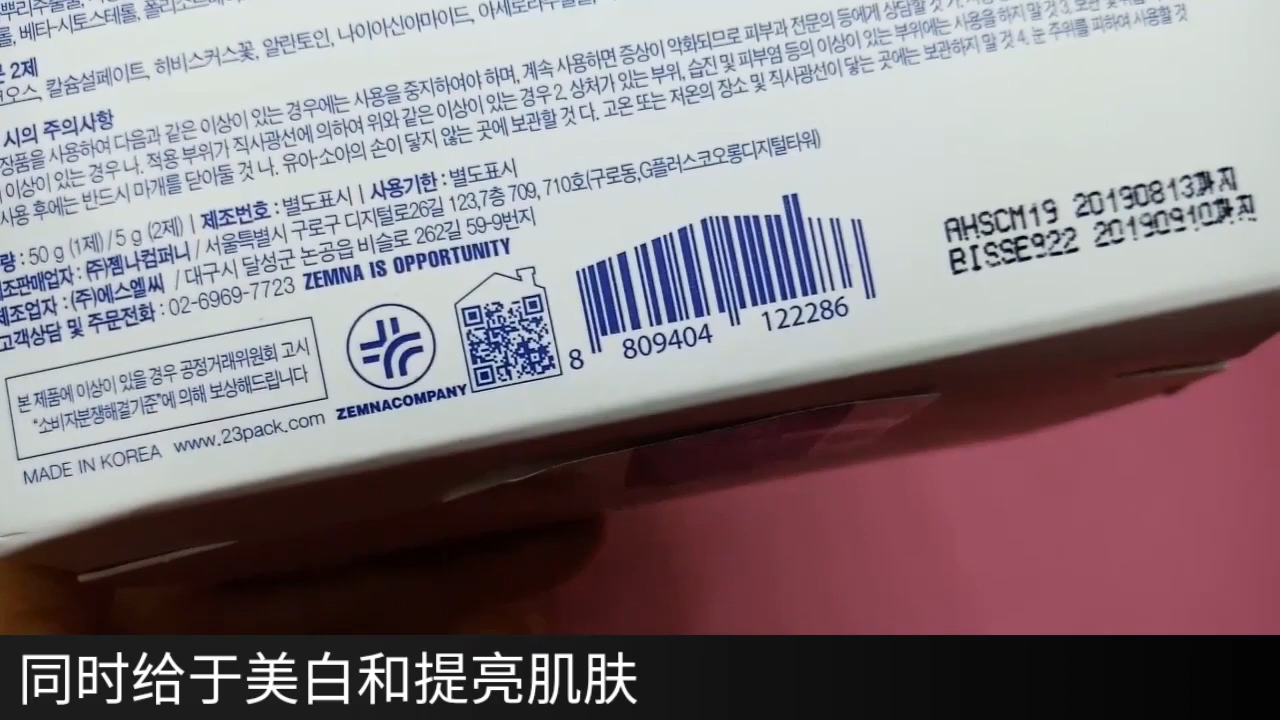 롤, 베타-시토스테롤,
칼슘설페이트, 히비스커스꽃, 알란토인, 나이아신아마이드,
2제
시의 주의사항
장품을 사용하여 다음과 같은 이상이 있는 경우에는 사용을 중지하여야 하며, 계속 사용하면 증상이 악화되므로 피부과 전문의 등에게 상담할 것
이상이 있는 경우 나. 적용 부위가 직사광선에 의하여 위와 같은 이상이 있는 경우 2. 상처가 있는 부위, 습진 및 피부염 등의 이상이 있는 부위에는 사용을 하지 말 것 3.
사용 후에는 반드시 마개를 닫아둘 것 나. 유아·소아의 손이 닿지 않는 곳에 보관할 것 다. 고온 또는 저온의 장소 및 직사광선이 닿는 곳에는 보관하지 말 것 4. 눈 주위를 피하여 사용할 것
량 : 50 g (1제) / 5 g (2제) | 제조번호 : 별도표시 | 사용기한 : 별도표시
조판매업자 : (주)젬나컴퍼니 / 서울특별시 구로구 디지털로26길 123,7층 709, 710호(구로동,G플러스코오롱디지털타워)
제조업자 : (주)에스엘씨 / 대구시 달성군 논공읍 비슬로 262길 59-9번지
고객상담 및 주문전화 : 02-6969-7723 ZEMNA IS OPPORTUNITY
본 제품에 이상이 있을 경우 공정거래위원회 고시
"소비자분쟁해결기준"에 의해 보상해드립니다
MADE IN KOREA www.23pack.com
ZEMNACOMPANY
8 809404 122286
AHSCM19 20190813까지
BISSE922 20190910까지
同时给于美白和提亮肌肤